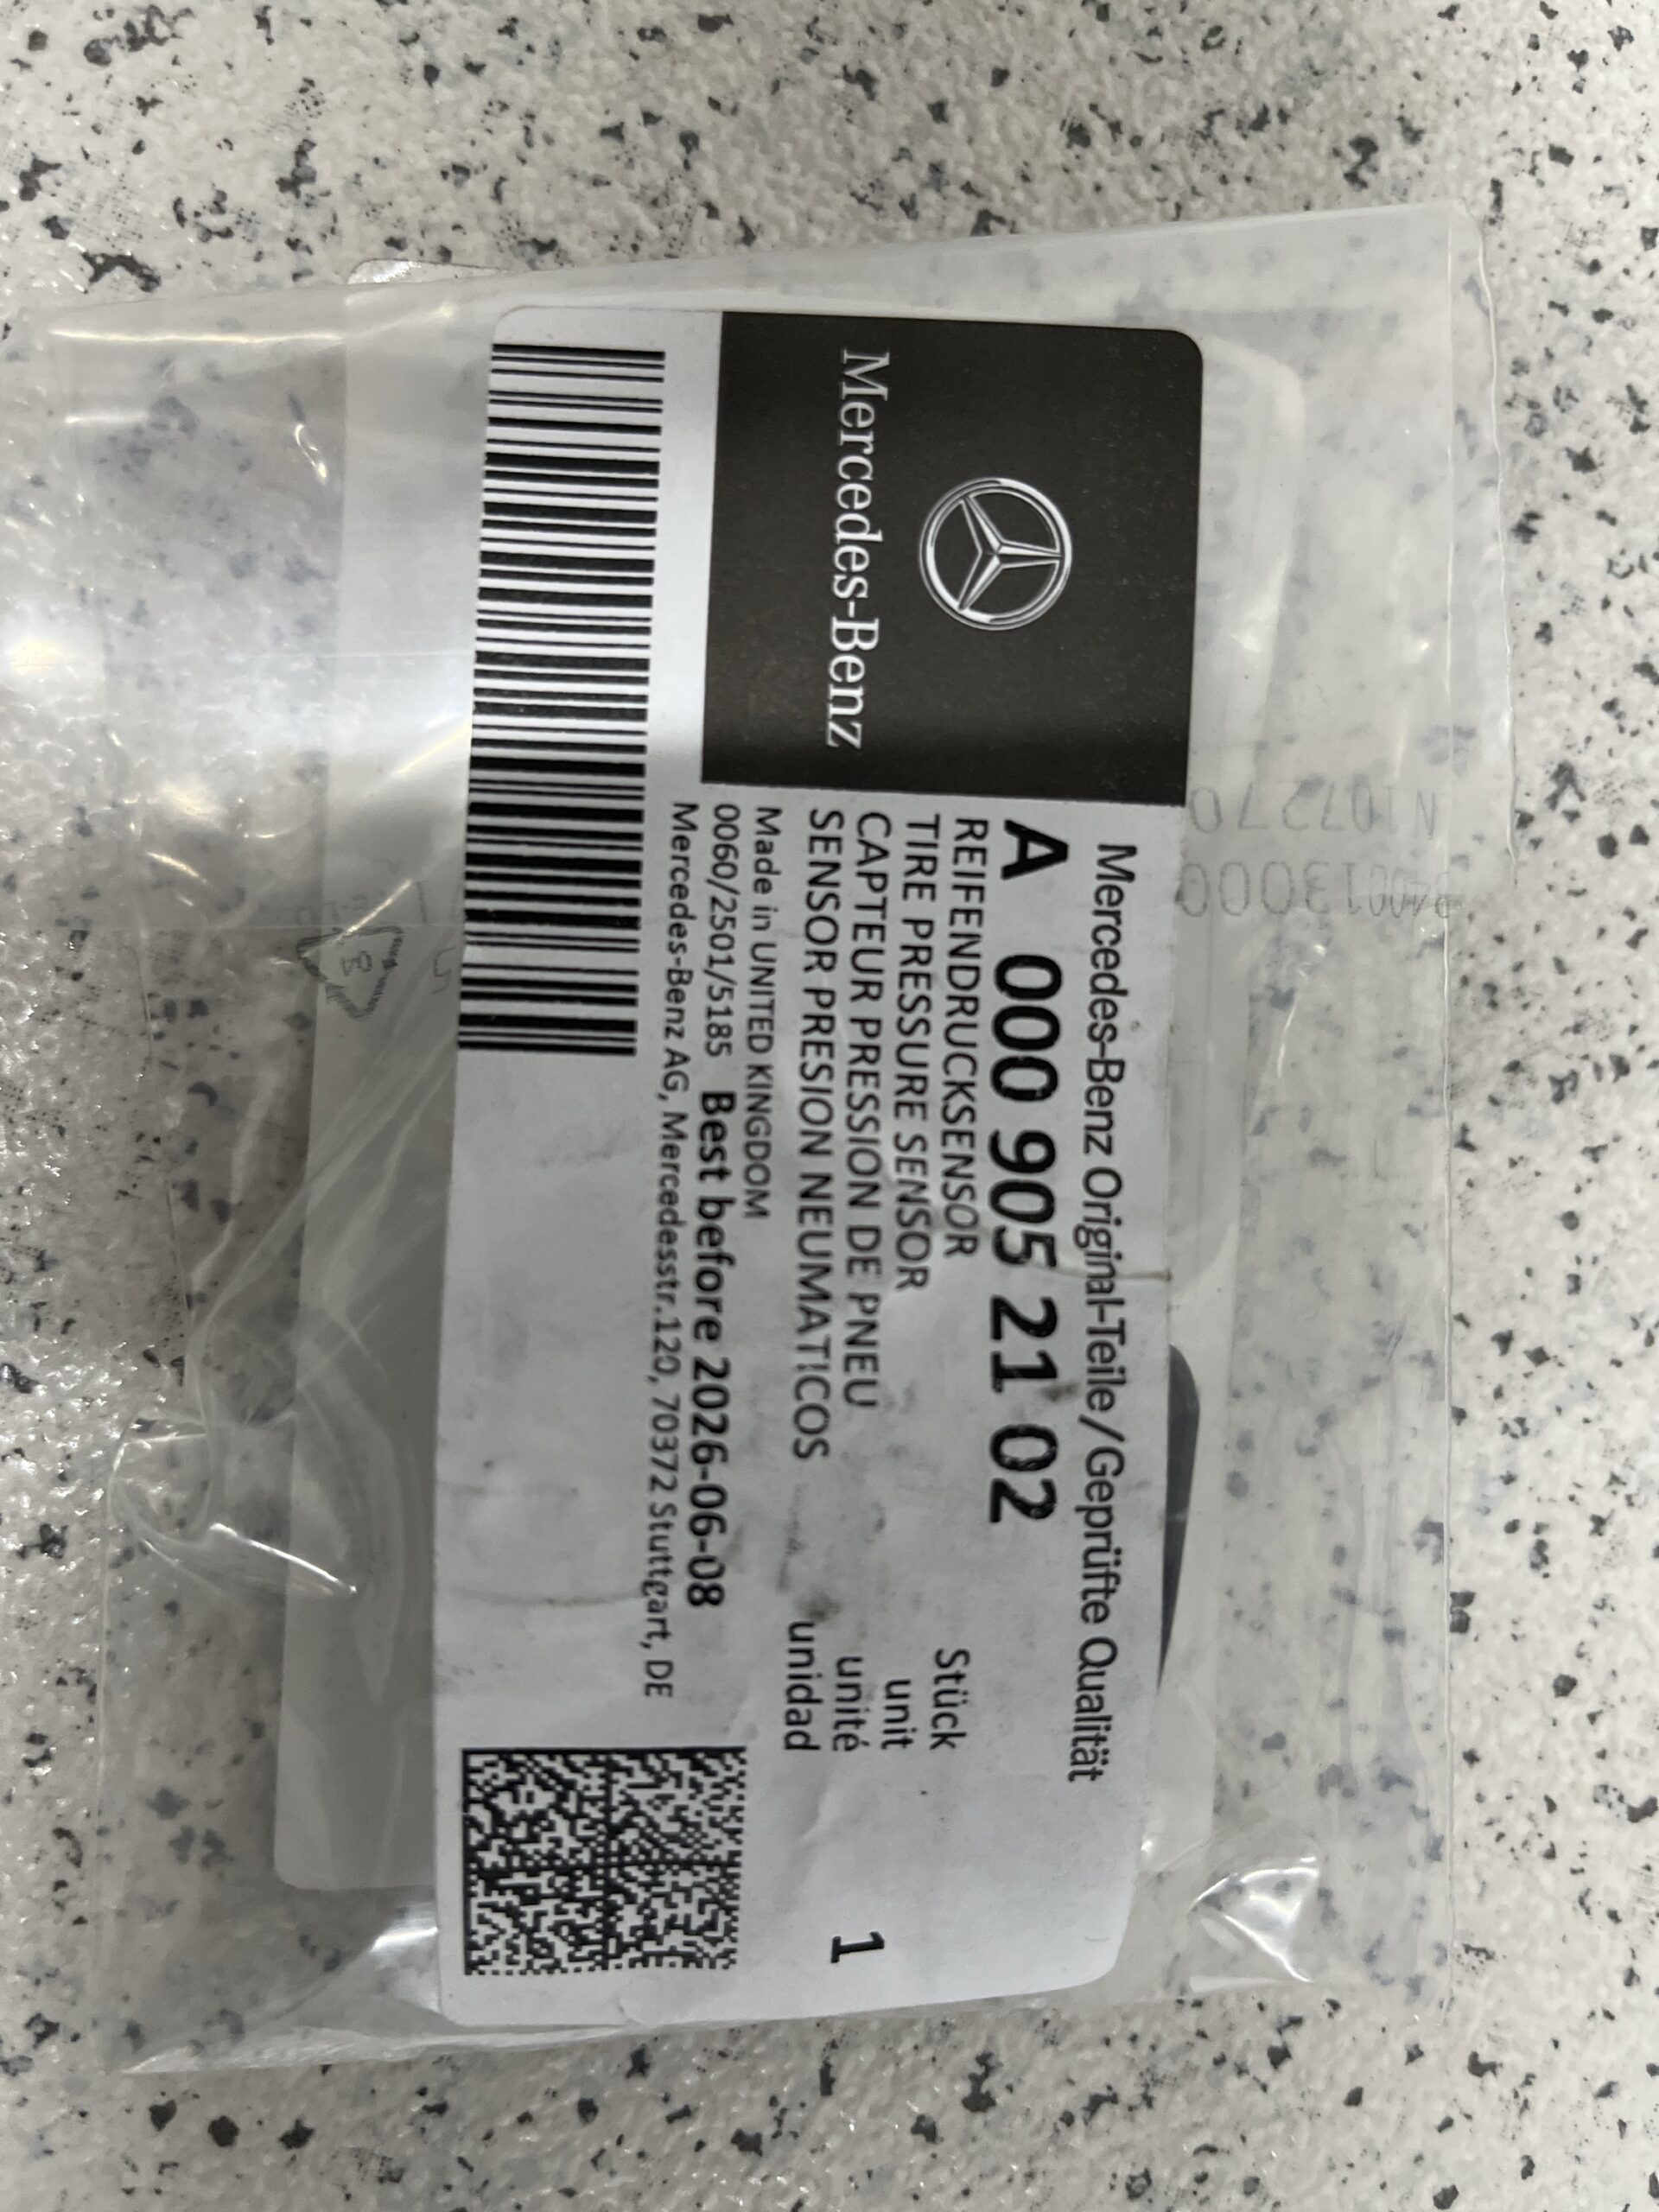 Mercedes-Benz
Mercedes-Benz Original-Teile/Geprüfte Qualität
A 000 905 21 02
REIFENDRUCKSENSOR Stück
TIRE PRESSURE SENSOR unit
CAPTEUR PRESSION DE PNEU unité 1
SENSOR PRESION NEUMATICOS unidad
Made in UNITED KINGDOM
0060/2501/5185 Best before 2026-06-08
Mercedes-Benz AG, Mercedesstr.120, 70372 Stuttgart, DE